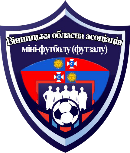 Вінницька обласна асоціація
міні-футболу (футзалу)